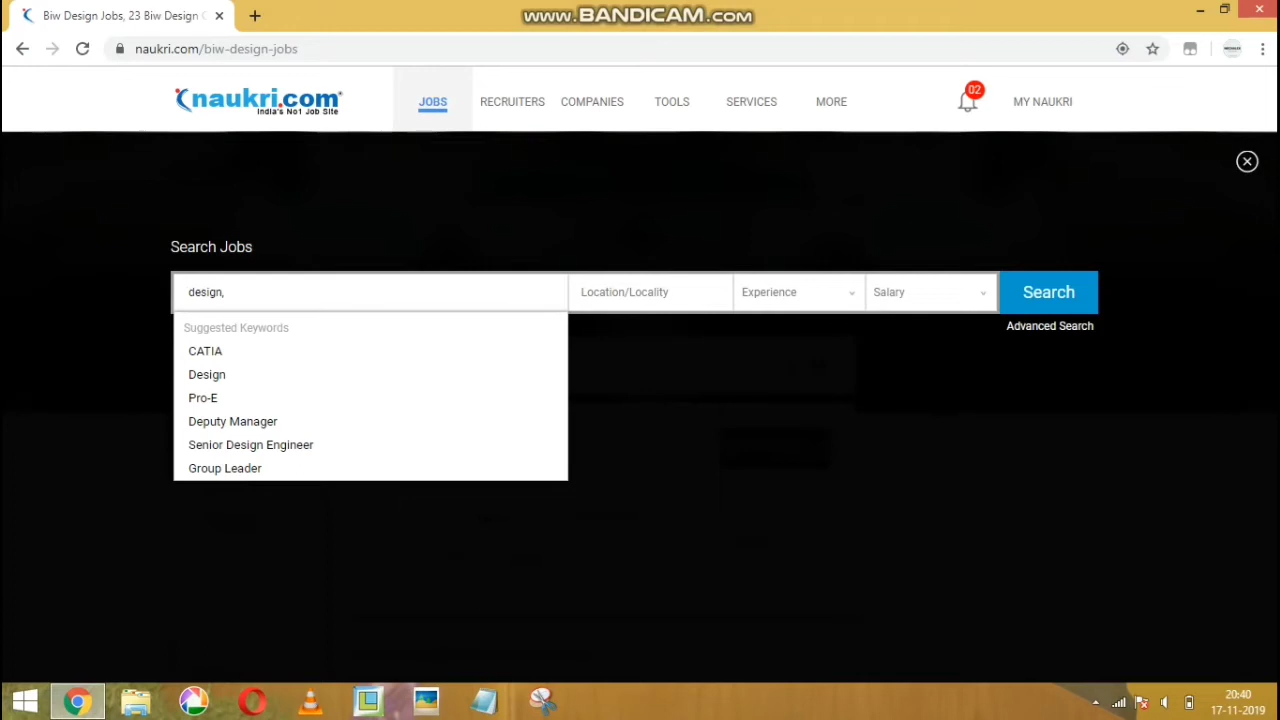 Biw Design Jobs, 23 Biw Design
www.BANDICAM.com
naukri.com/biw-design-jobs
naukri.com
India's No1 Job Site
JOBS
RECRUITERS
COMPANIES
TOOLS
SERVICES
MORE
02
MY NAUKRI
Search Jobs
design,
Location/Locality
Experience
Salary
Search
Advanced Search
Suggested Keywords
CATIA
Design
Pro-E
Deputy Manager
Senior Design Engineer
Group Leader
20:40
17-11-2019